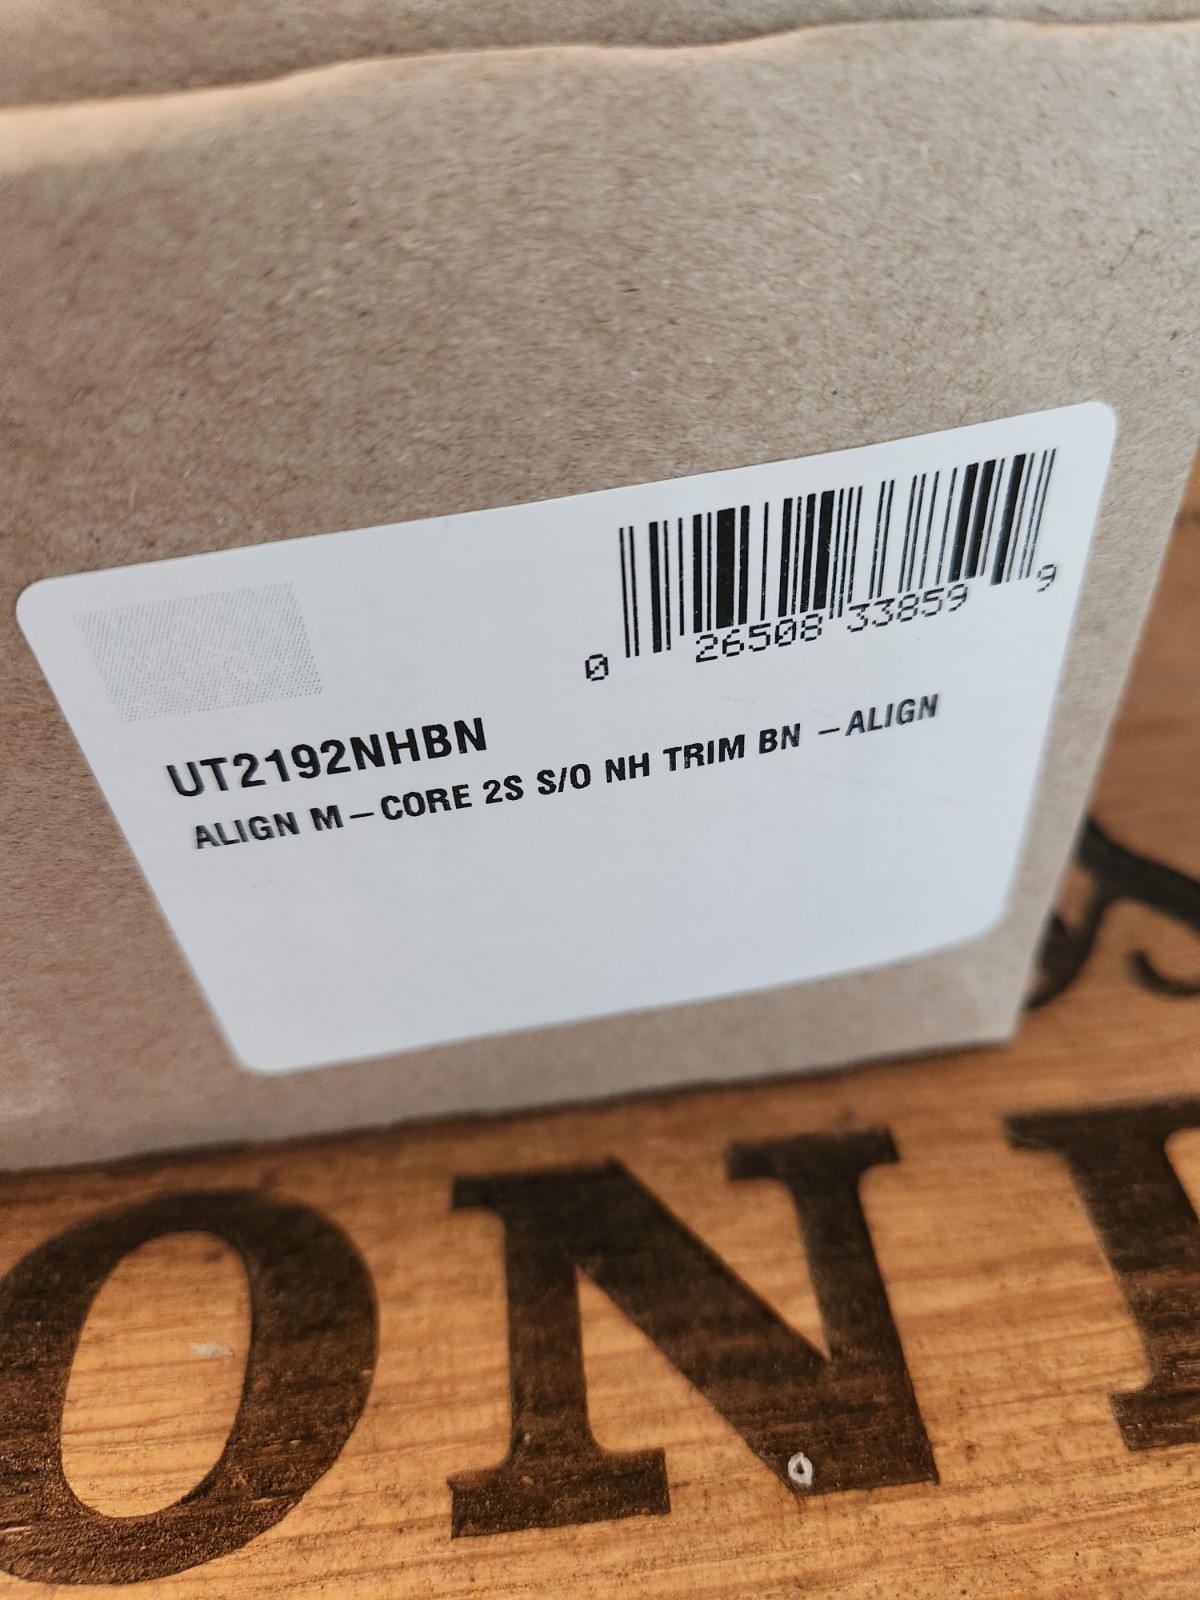 0 26508 33859 9
UT2192NHBN
ALIGN M-CORE 2S S/O NH TRIM BN -ALIGN
ON